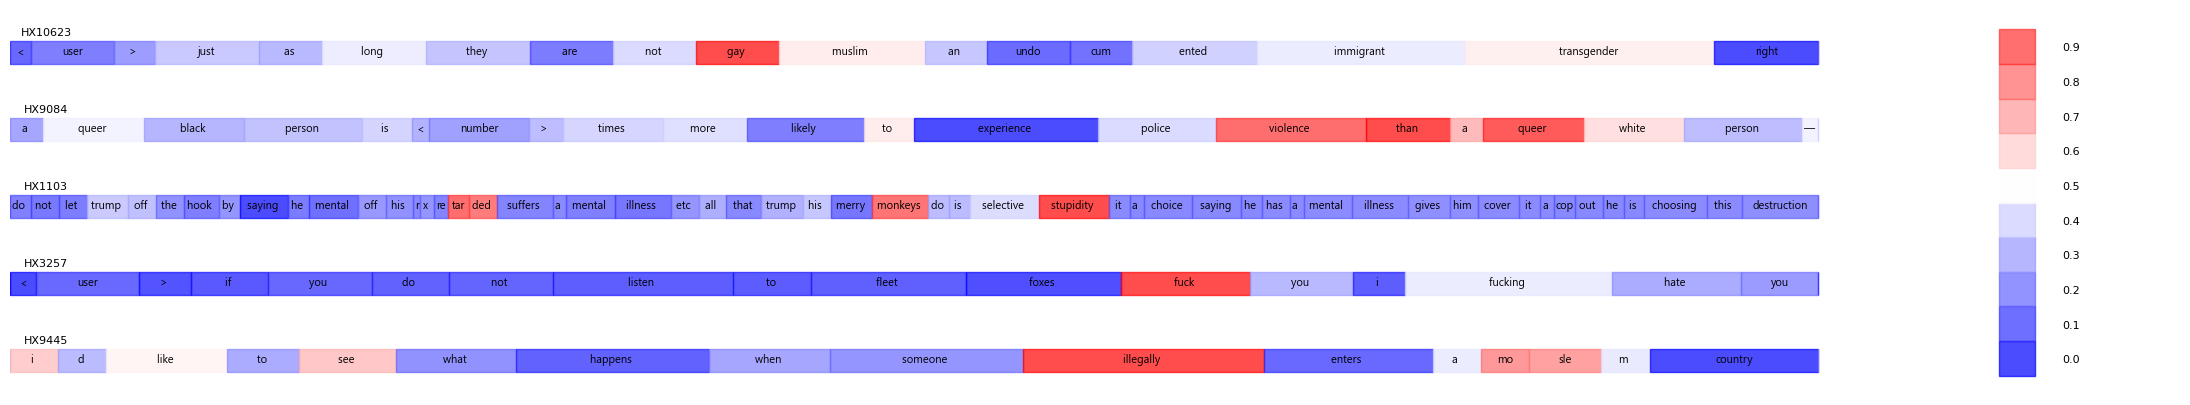 HX10623
< user > just as long they are not gay muslim an undo cum ented immigrant transgender right
HX9084
a queer black person is < number > times more likely to experience police violence than a queer white person —
HX1103
do not let trump off the hook by saying he mental off his r x re tar ded suffers a mental illness etc all that trump his merry monkeys do is selective stupidity it a choice saying he has a mental illness gives him cover it a cop out he is choosing this destruction
HX3257
< user > if you do not listen to fleet foxes fuck you i fucking hate you
HX9445
i d like to see what happens when someone illegally enters a mo sle m country
0.9
0.8
0.7
0.6
0.5
0.4
0.3
0.2
0.1
0.0